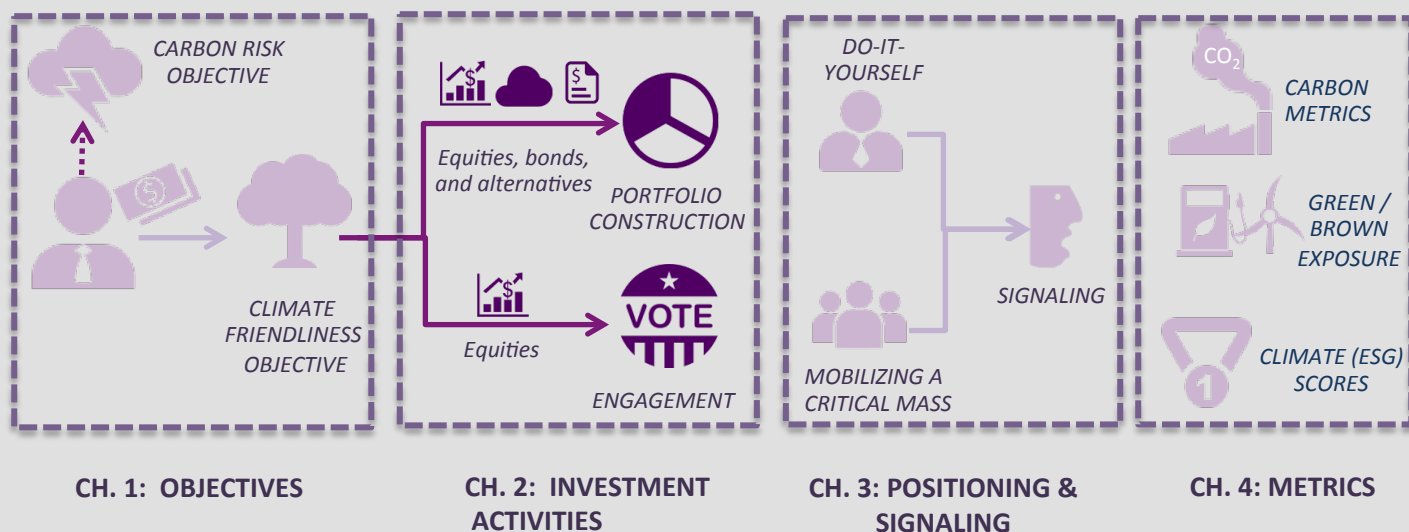 CARBON RISK
OBJECTIVE
CLIMATE
FRIENDLINESS
OBJECTIVE
Equities, bonds,
and alternatives
PORTFOLIO
CONSTRUCTION
Equities
VOTE
ENGAGEMENT
DO-IT-
YOURSELF
MOBILIZING A
CRITICAL MASS
SIGNALING
CO2
CARBON
METRICS
GREEN /
BROWN
EXPOSURE
1
CLIMATE (ESG)
SCORES
CH. 1: OBJECTIVES
CH. 2: INVESTMENT
ACTIVITIES
CH. 3: POSITIONING &
SIGNALING
CH. 4: METRICS